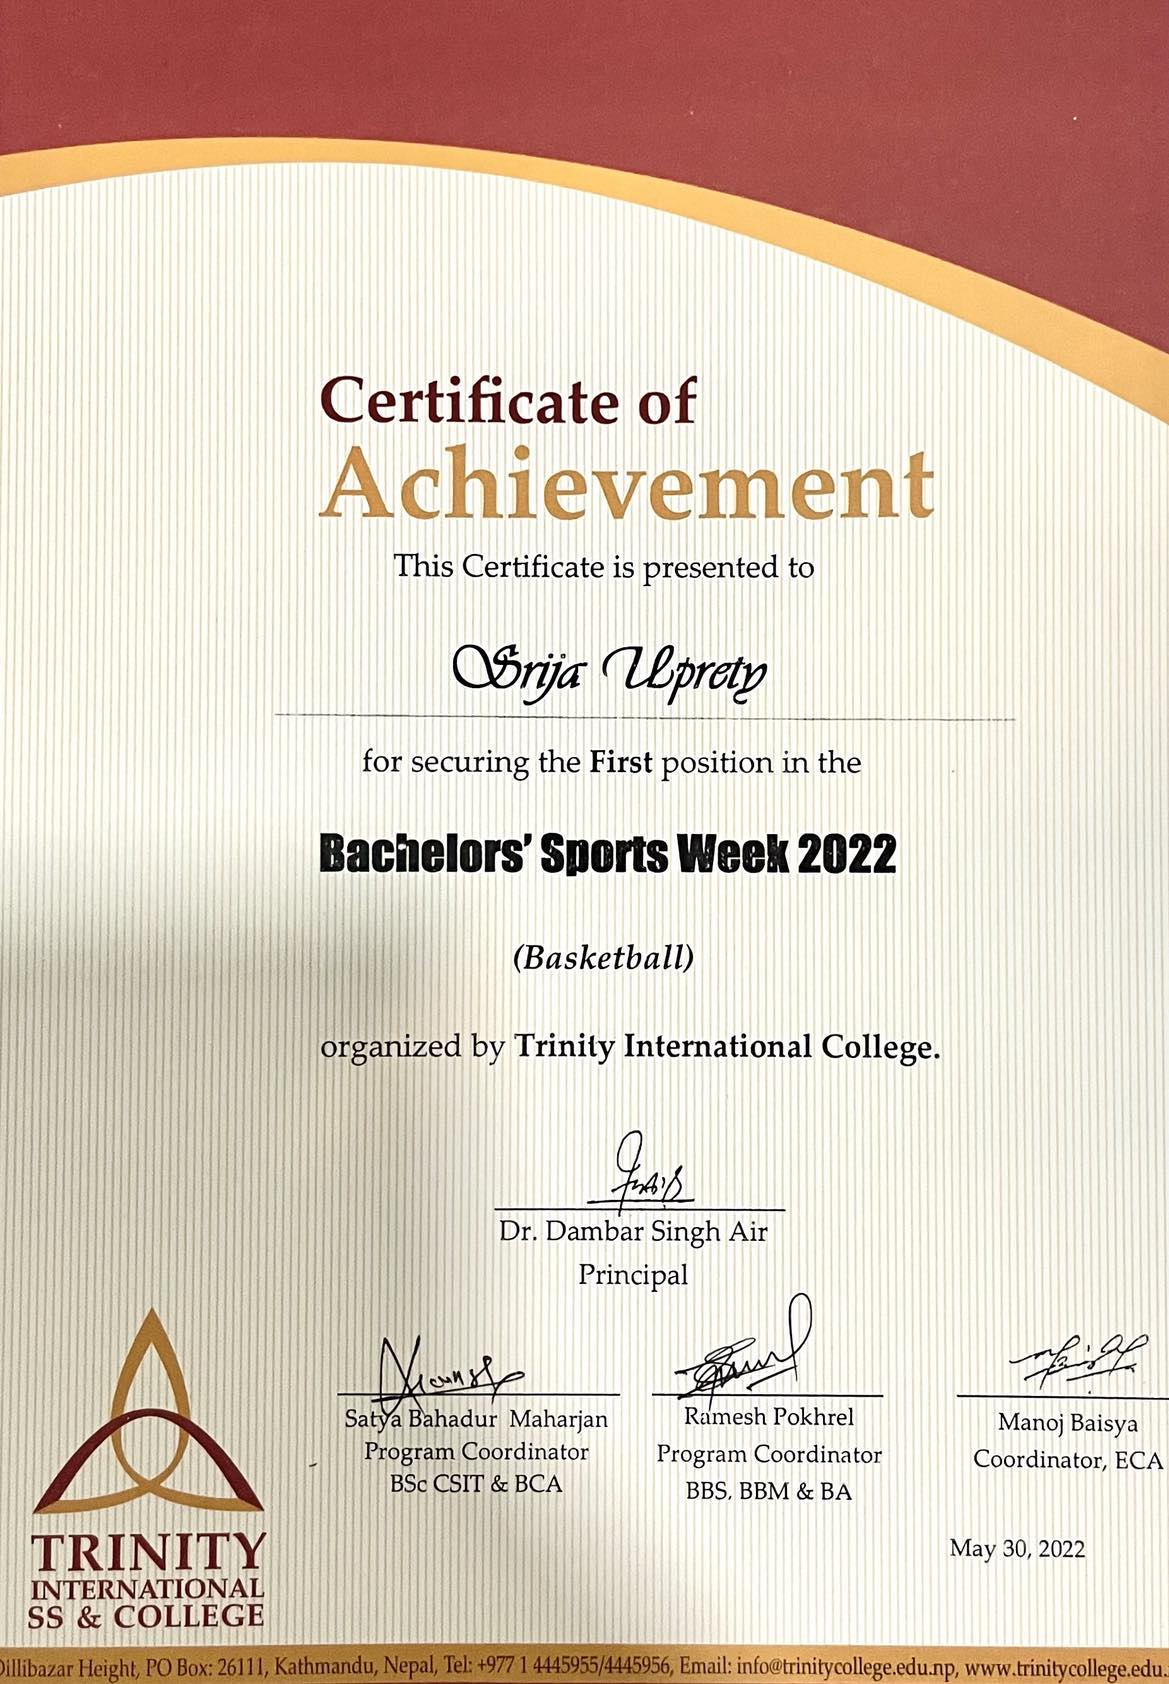 Certificate of
Achievement
This Certificate is presented to
Srija Uprety
for securing the First position in the
Bachelors' Sports Week 2022
(Basketball)
organized by Trinity International College.
Dr. Dambar Singh Air
Principal
Satya Bahadur Maharjan
Program Coordinator
BSc CSIT & BCA
Ramesh Pokhrel
Program Coordinator
BBS, BBM & BA
Manoj Baisya
Coordinator, ECA
May 30, 2022
TRINITY
INTERNATIONAL
SS & COLLEGE
Dillibazar Height, PO Box: 26111, Kathmandu, Nepal, Tel: +977 1 4445955/4445956, Email: info@trinitycollege.edu.np, www.trinitycollege.edu.